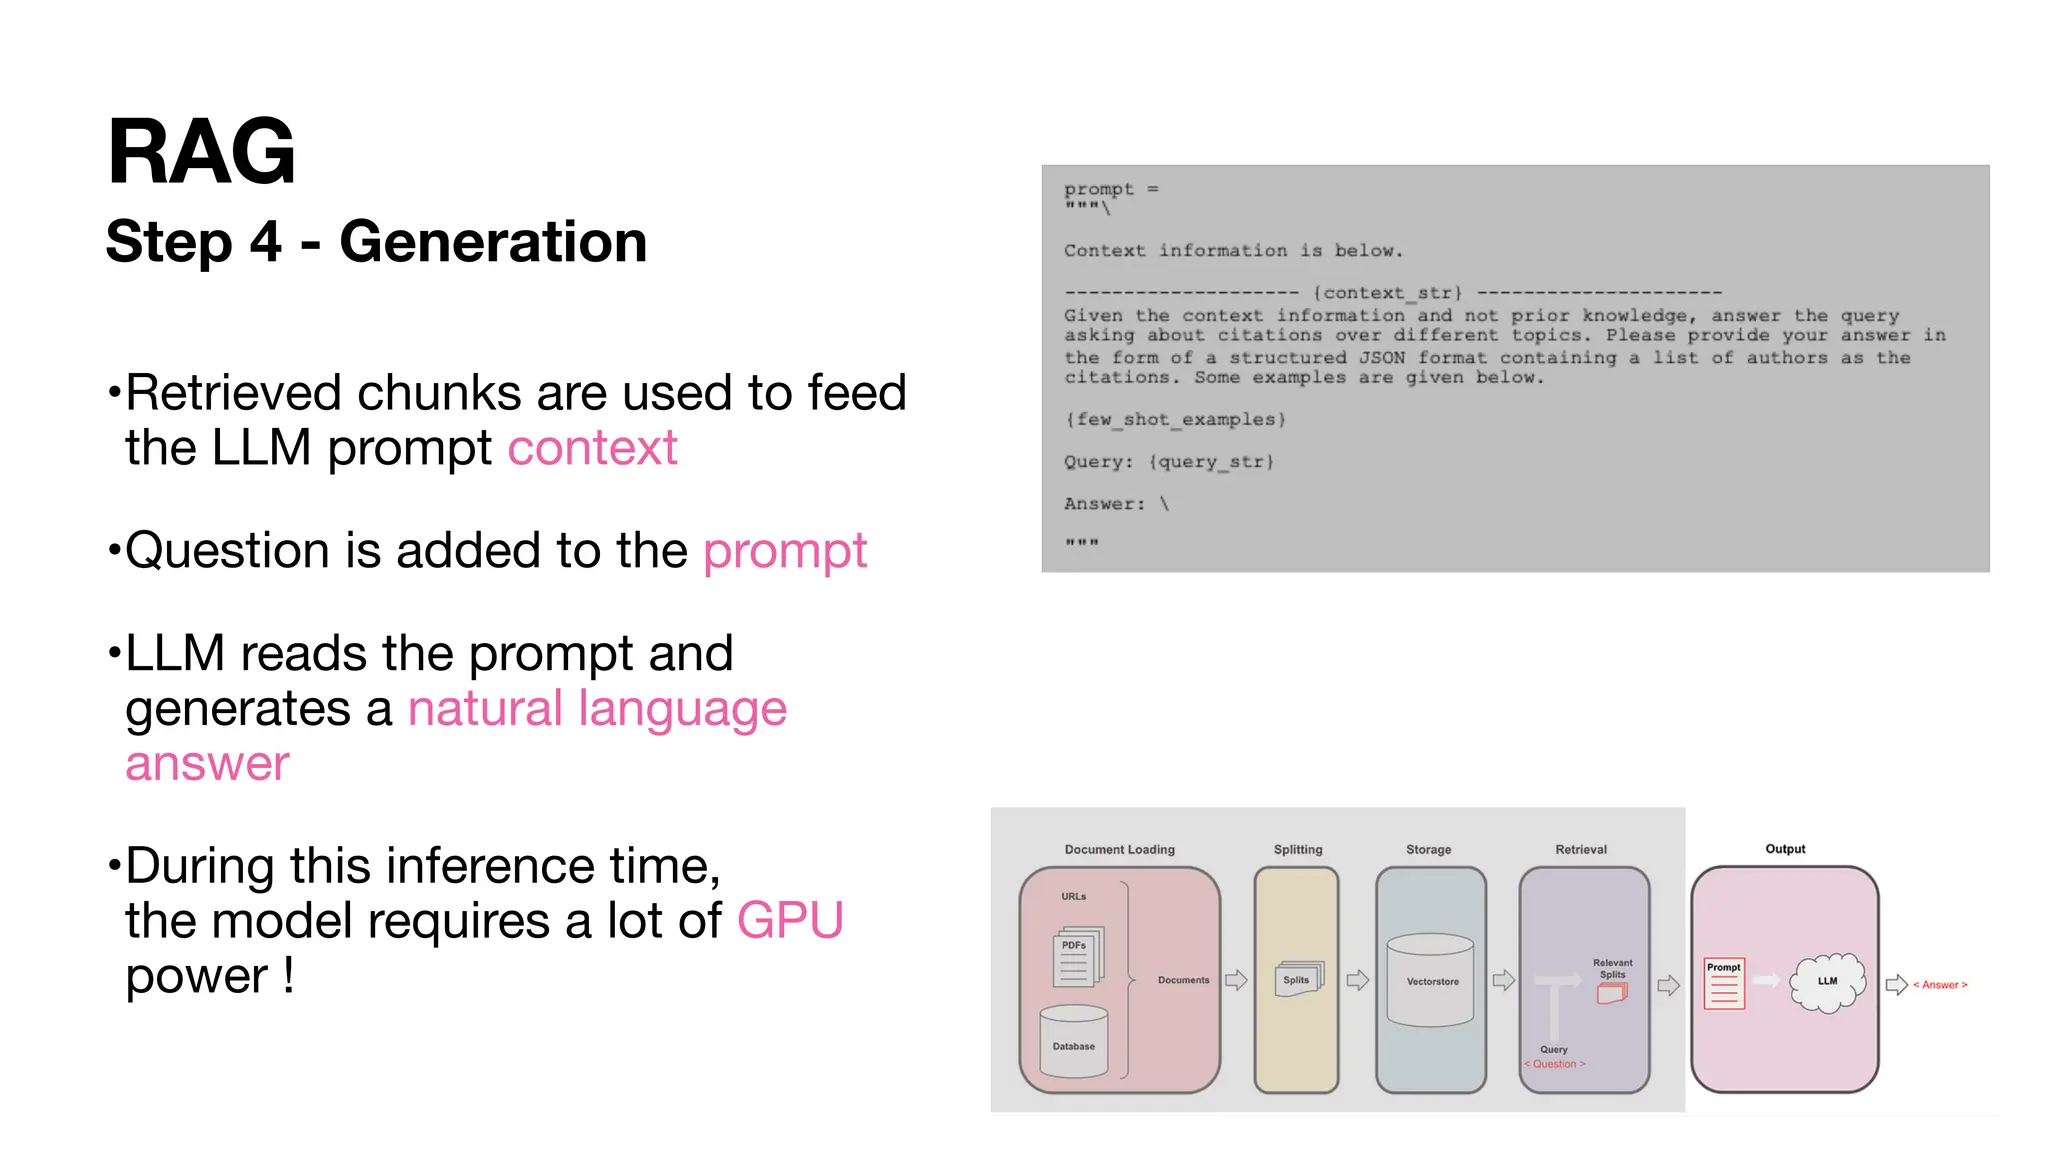 RAG
Step 4 - Generation
•Retrieved chunks are used to feed
the LLM prompt context
•Question is added to the prompt
•LLM reads the prompt and
generates a natural language
answer
•During this inference time,
the model requires a lot of GPU
power !
prompt =
"""\
Context information is below.
-------------------- {context_str} ---------------------
Given the context information and not prior knowledge, answer the query
asking about citations over different topics. Please provide your answer in
the form of a structured JSON format containing a list of authors as the
citations. Some examples are given below.
{few_shot_examples}
Query: {query_str}
Answer: \
"""
Document Loading
Splitting
Storage
Retrieval
Output
URLs
PDFs
Documents
Database
Splits
Vectorstore
Relevant
Splits
Query
< Question >
Prompt
LLM
< Answer >